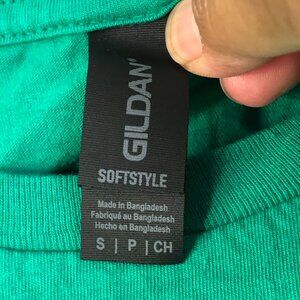 GILDAN
SOFTSTYLE
Made in Bangladesh
Fabriqué au Bangladesh
Hecho en Bangladesh
S | P | CH